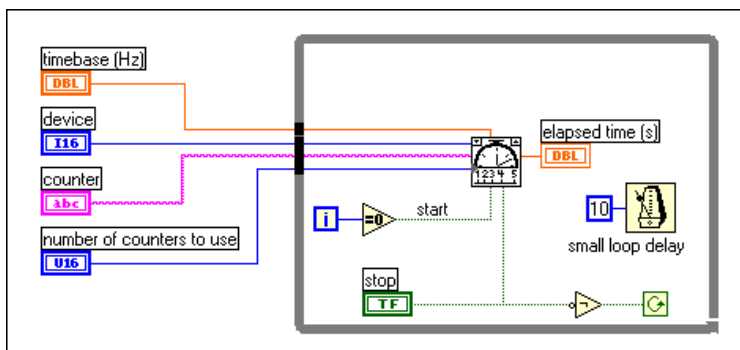 timebase (Hz)
DBL
device
I16
counter
abc
number of counters to use
U16
1 2 3 4 5
elapsed time (s)
DBL
i
=0
start
10
small loop delay
stop
TF